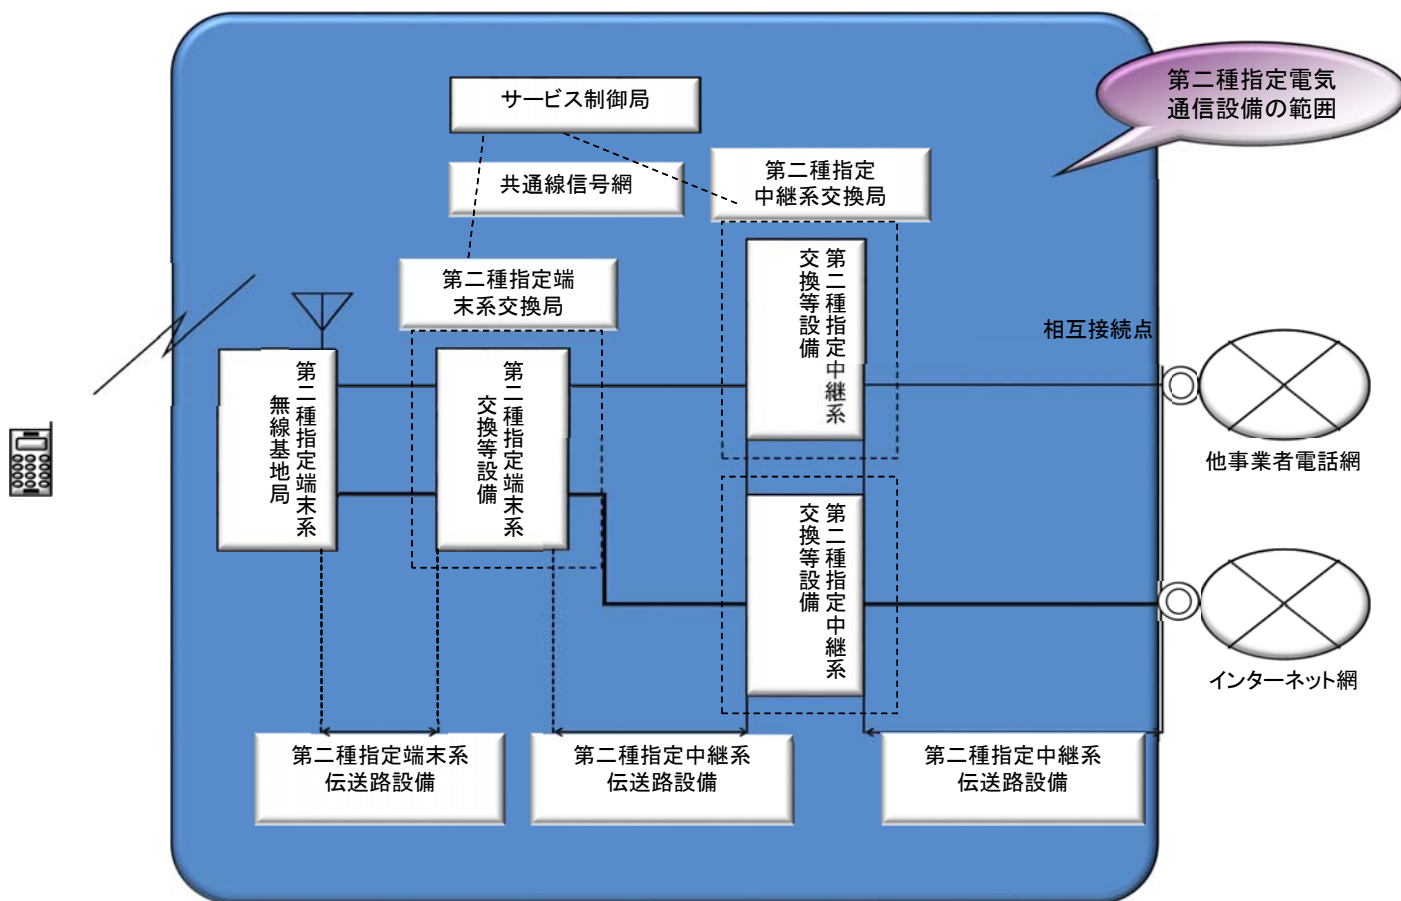 第二種指定電気
通信設備の範囲
サービス制御局
共通線信号網
第二種指定
中継系交換局
第二種指定端
末系交換局
第二種指定端末系
無線基地局
第二種指定端末系
交換等設備
第二種指定中継系
交換等設備
第二種指定中継系
交換等設備
相互接続点
他事業者電話網
インターネット網
第二種指定端末系
伝送路設備
第二種指定中継系
伝送路設備
第二種指定中継系
伝送路設備